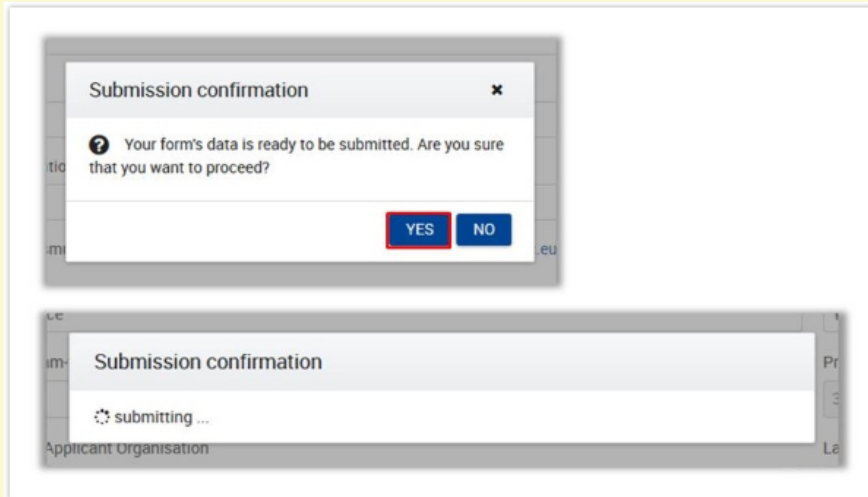 Submission confirmation
Your form's data is ready to be submitted. Are you sure
that you want to proceed?
YES NO
.eu
Submission confirmation
submitting ...
Applicant Organisation